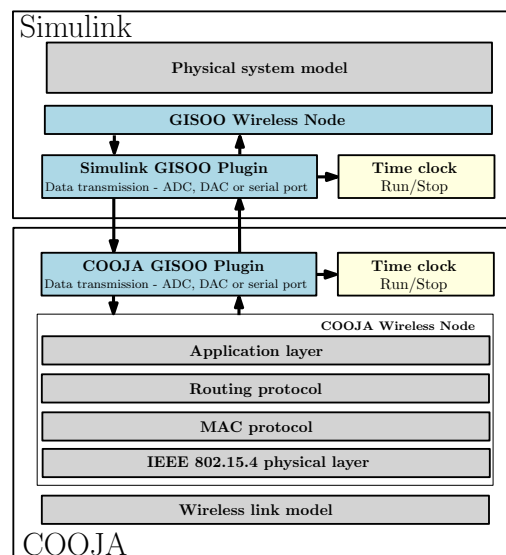 Simulink
Physical system model
GISOO Wireless Node
Simulink GISOO Plugin
Data transmission - ADC, DAC or serial port
Time clock
Run/Stop
COOJA GISOO Plugin
Data transmission - ADC, DAC or serial port
Time clock
Run/Stop
COOJA Wireless Node
Application layer
Routing protocol
MAC protocol
IEEE 802.15.4 physical layer
Wireless link model
COOJA